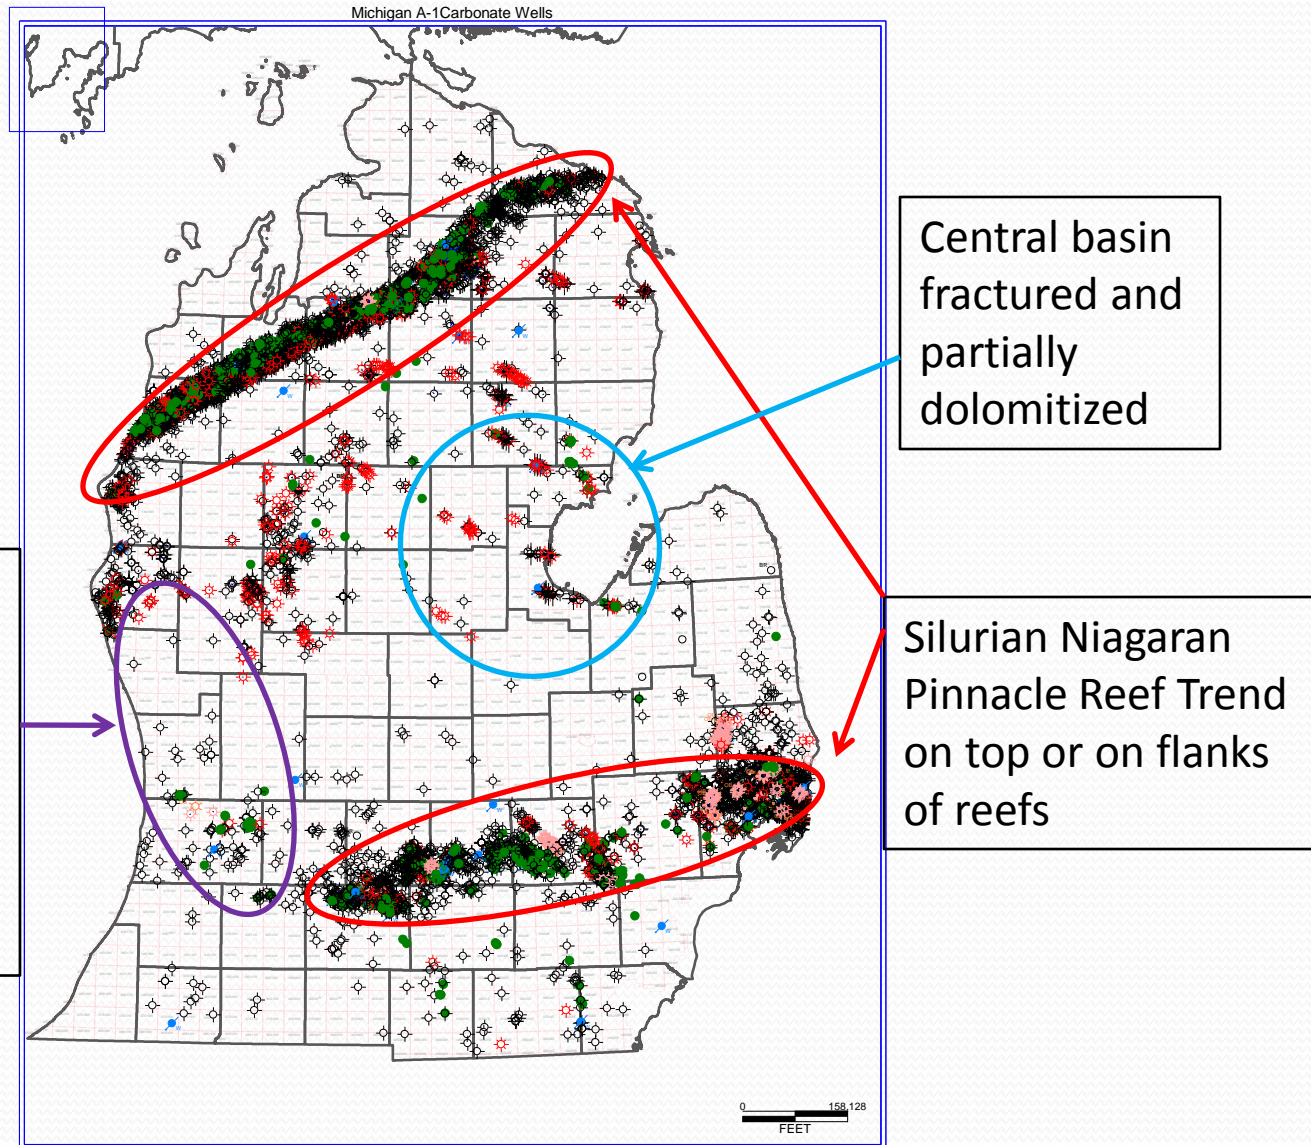 Michigan A-1Carbonate Wells
Central basin
fractured and
partially
dolomitized
Silurian Niagaran
Pinnacle Reef Trend
on top or on flanks
of reefs
0 158,128
FEET